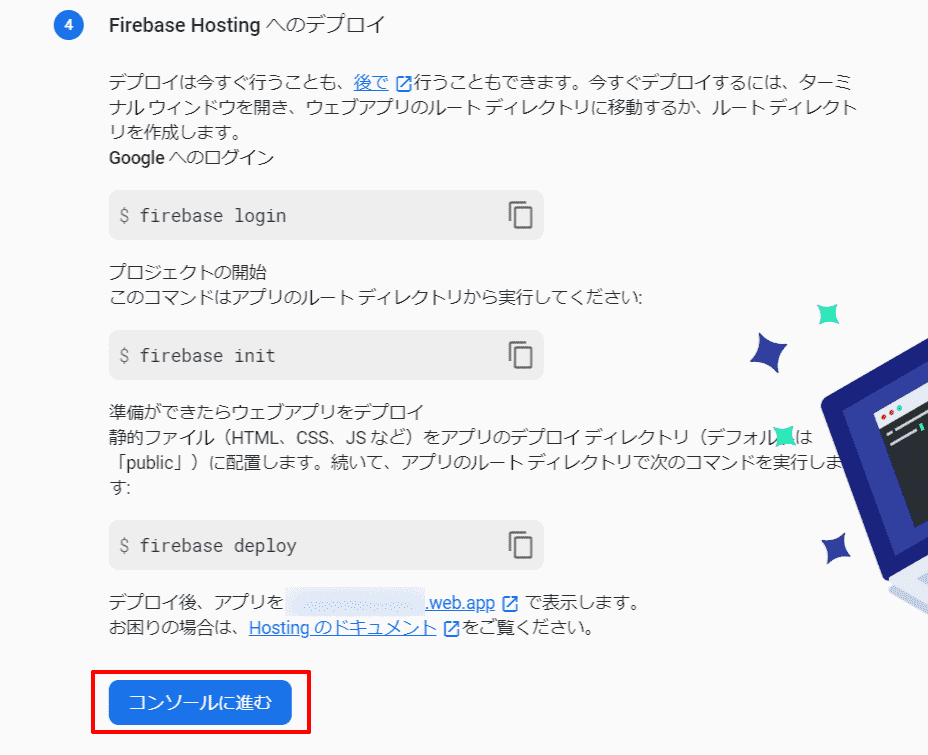 4 Firebase Hosting へのデプロイ
デプロイは今すぐ行うことも、後で 行うこともできます。今すぐデプロイするには、ターミ
ナル ウィンドウを開き、ウェブアプリのルート ディレクトリに移動するか、ルート ディレクト
リを作成します。
Google へのログイン
$ firebase login
プロジェクトの開始
このコマンドはアプリのルート ディレクトリから実行してください:
$ firebase init
準備ができたらウェブアプリをデプロイ
静的ファイル（HTML、CSS、JS など）をアプリのデプロイ ディレクトリ（デフォル は
「public」）に配置します。続いて、アプリのルート ディレクトリで次のコマンドを実行しま
す:
$ firebase deploy
デプロイ後、アプリを .web.app で表示します。
お困りの場合は、Hosting のドキュメント をご覧ください。
コンソールに進む